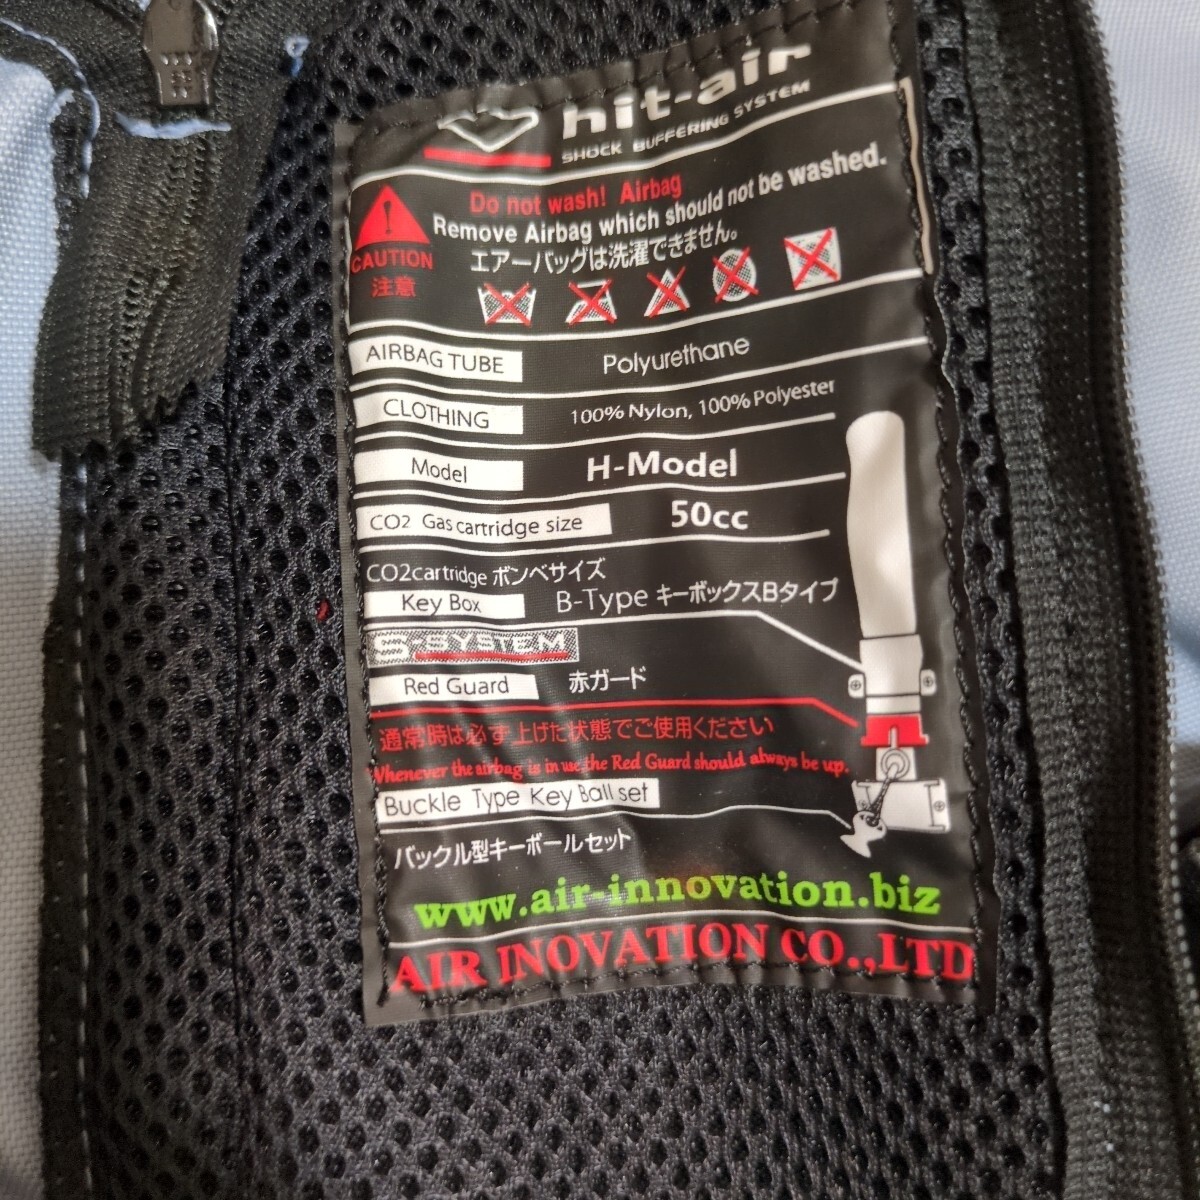 hit-air
SHOCK BUFFERING SYSTEM
Do not wash! Airbag
Remove Airbag which should not be washed.
エアーバッグは洗濯できません。
CAUTION
注意
AIRBAG TUBE Polyurethane
CLOTHING 100% Nylon, 100% Polyester
Model H-Model
CO2 Gas cartridge size 50cc
CO2cartridge ボンベサイズ
Key Box B-Type キーボックスBタイプ
S-SYSTEM
Red Guard 赤ガード
通常時は必ず上げた状態でご使用ください
Whenever the airbag is in use, the Red Guard should always be up.
Buckle Type Key Ball set
バックル型キーボールセット
www.air-innovation.biz
AIR INOVATION CO.,LTD